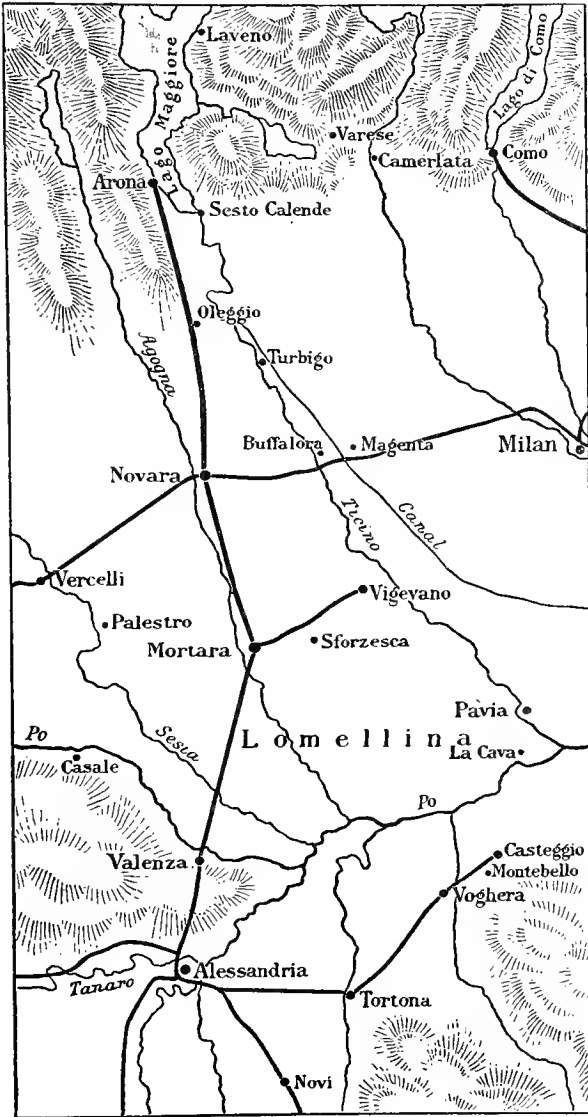 Laveno
Lago Maggiore
Lago di Como
Varese
Camerlata
Como
Arona
Sesto Calende
Oleggio
Agogna
Turbigo
Buffalora
Magenta
Milan
Novara
Ticino
Canal
Vercelli
Vigevano
Palestro
Mortara
Sforzesca
Pavia
Sesia
Lomellina
La Cava
Po
Casale
Po
Valenza
Casteggio
Montebello
Voghera
Alessandria
Tanaro
Tortona
Novi